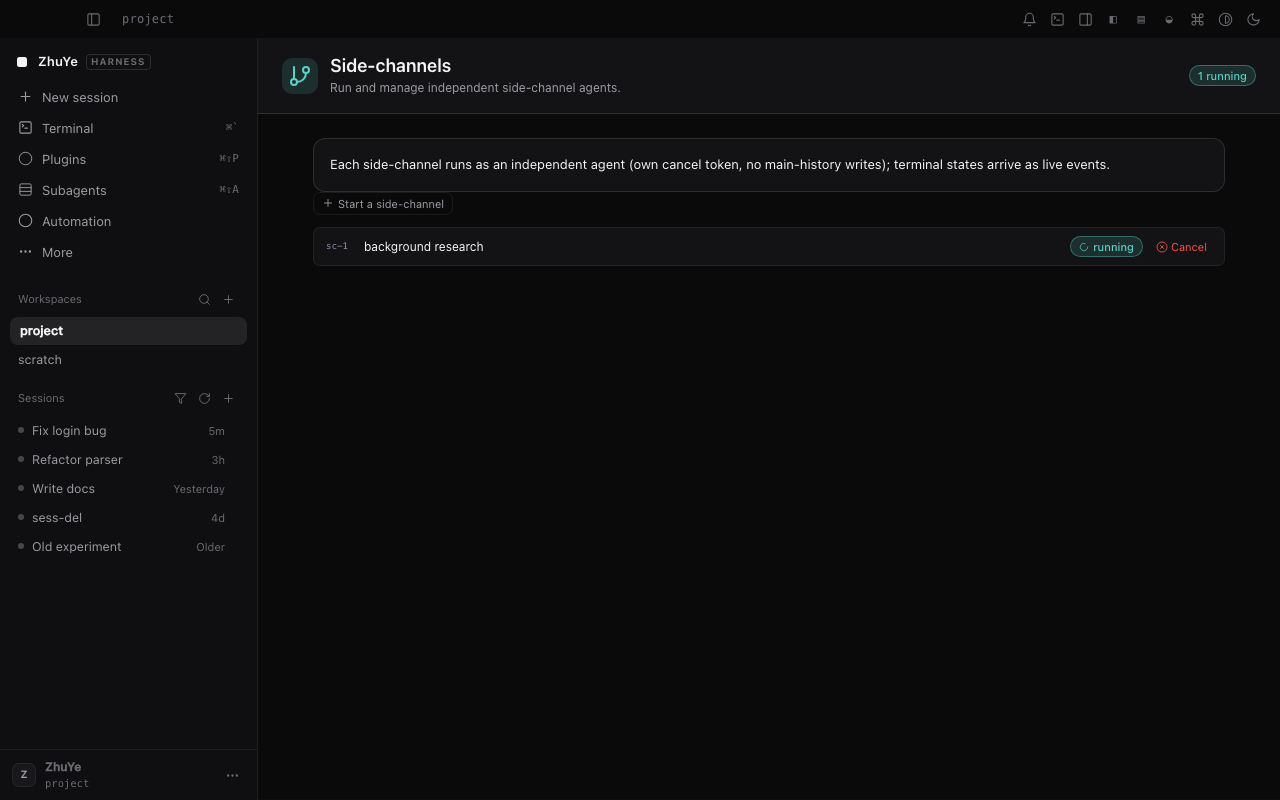 project
ZhuYe HARNESS
New session
Terminal ⌘`
Plugins ⌘⇧P
Subagents ⌘⇧A
Automation
More
Workspaces
project
scratch
Sessions
Fix login bug 5m
Refactor parser 3h
Write docs Yesterday
sess-del 4d
Old experiment Older
Z
ZhuYe
project
Side-channels
Run and manage independent side-channel agents.
1 running
Each side-channel runs as an independent agent (own cancel token, no main-history writes); terminal states arrive as live events.
Start a side-channel
sc-1 background research running Cancel